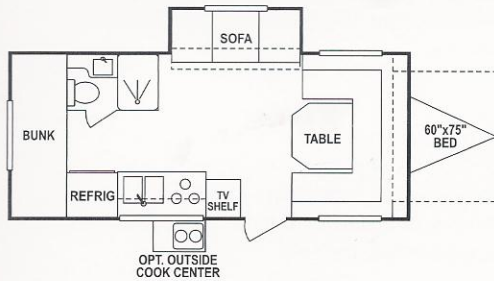 SOFA
BUNK
TABLE
60"x75"
BED
REFRIG
TV
SHELF
OPT. OUTSIDE
COOK CENTER